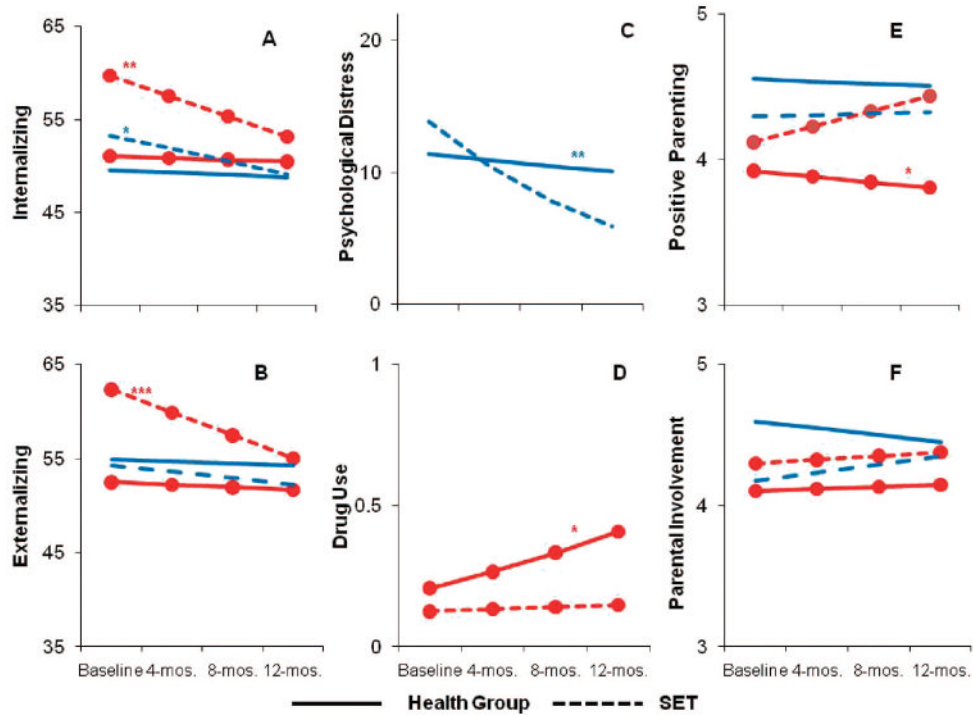 A
65
55
45
35
Internalizing
**
*
C
20
10
0
Psychological Distress
**
E
5
4
3
Positive Parenting
*
B
65
55
45
35
Externalizing
***
Baseline 4-mos. 8-mos. 12-mos.
D
1
0.5
0
Drug Use
*
Baseline 4-mos. 8-mos. 12-mos.
F
5
4
3
Parental Involvement
Baseline 4-mos. 8-mos. 12-mos.
Health Group SET